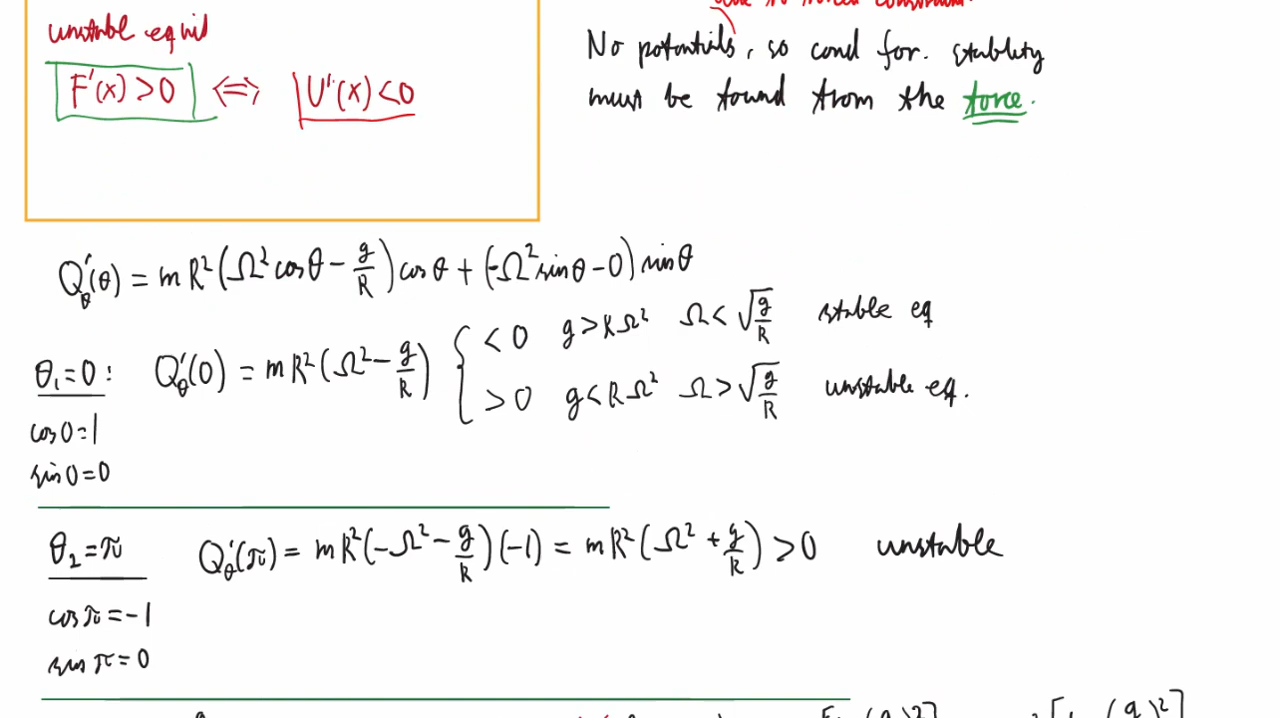 unstable equil
F'(x) > 0 ⟺ U''(x) < 0
No potentials, so cond for. stability
must be found from the force.
Q'_θ(θ) = mR²(Ω² cos θ − g/R) cos θ + (−Ω² sin θ − 0) sin θ
θ₁ = 0 : Q'_θ(0) = mR²(Ω² − g/R) { < 0 g > RΩ² Ω < √(g/R) stable eq
> 0 g < RΩ² Ω > √(g/R) unstable eq.
cos 0 = 1
sin 0 = 0
θ₂ = π Q'_θ(π) = mR²(−Ω² − g/R)(−1) = mR²(Ω² + g/R) > 0 unstable
cos π = −1
sin π = 0